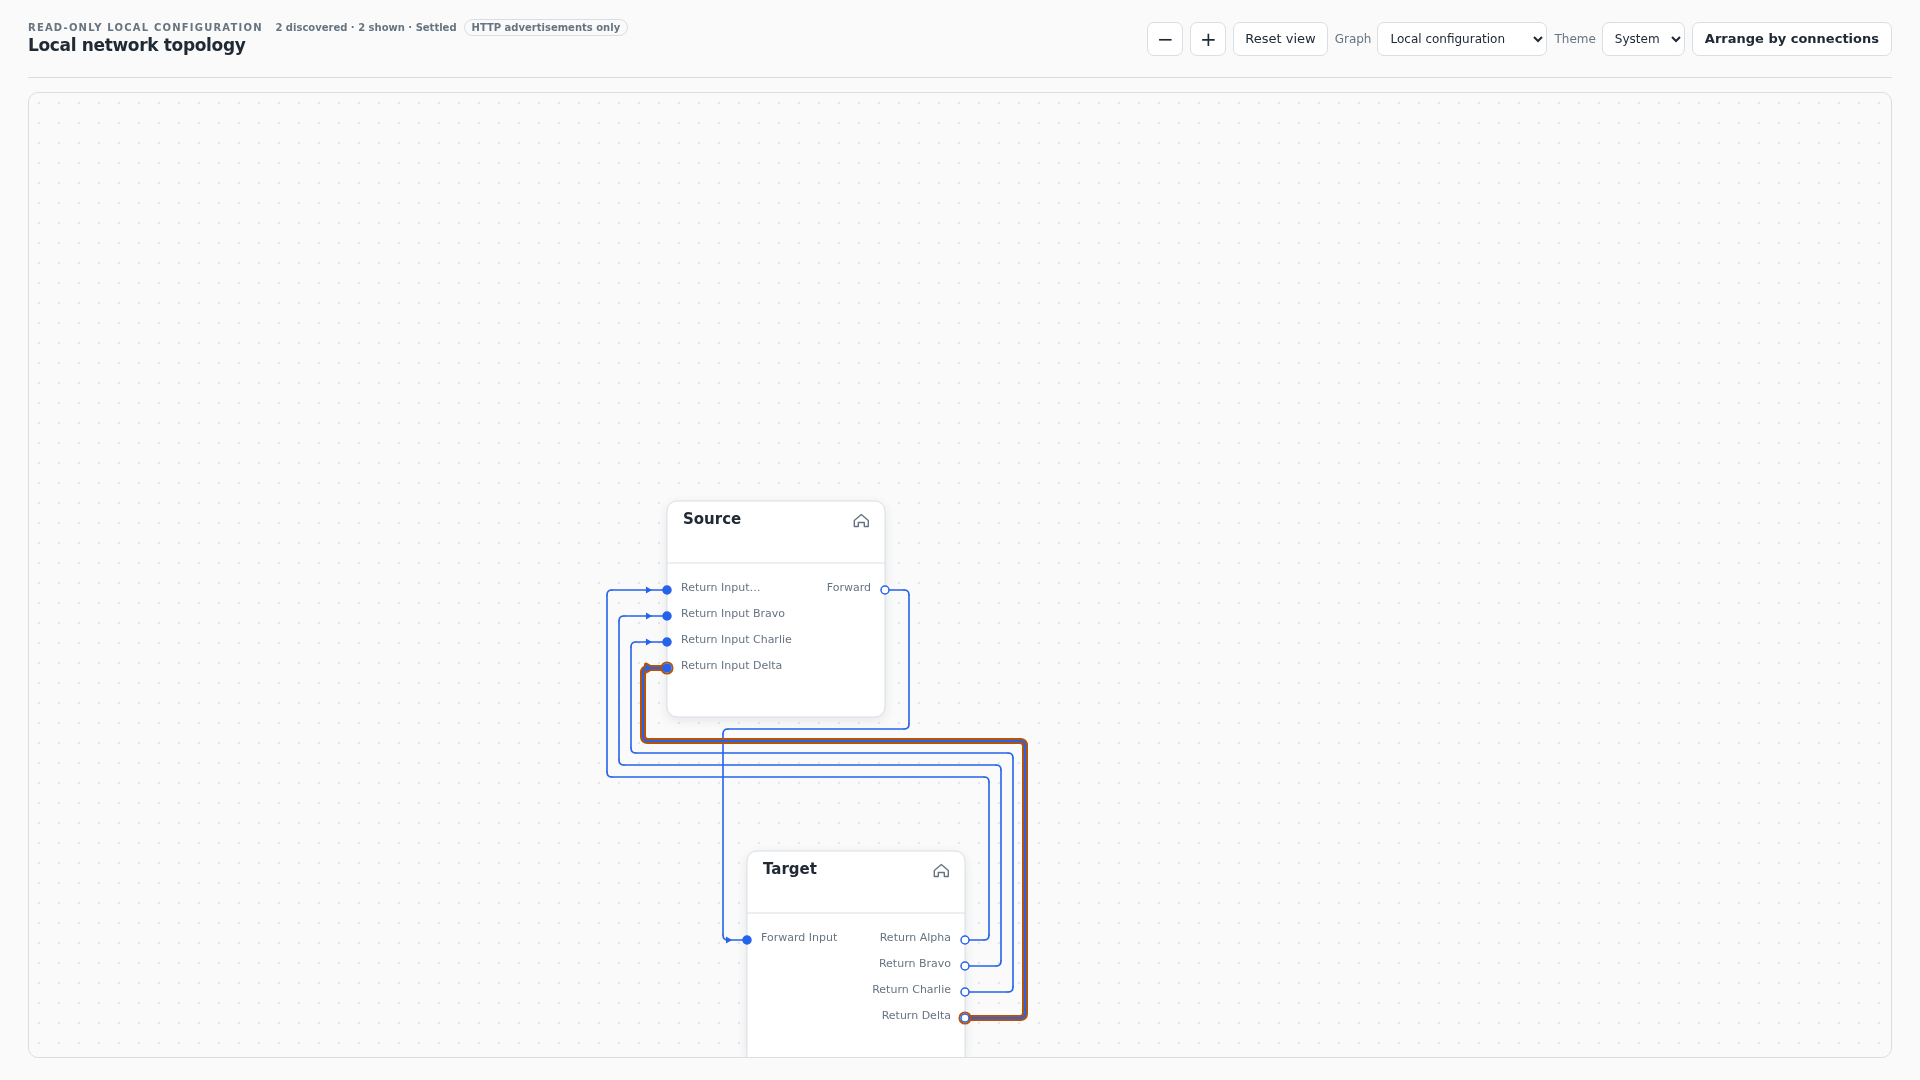 READ-ONLY LOCAL CONFIGURATION 2 discovered · 2 shown · Settled HTTP advertisements only
Local network topology
− + Reset view Graph Local configuration Theme System Arrange by connections
Source
Return Input... Forward
Return Input Bravo
Return Input Charlie
Return Input Delta
Target
Forward Input Return Alpha
Return Bravo
Return Charlie
Return Delta